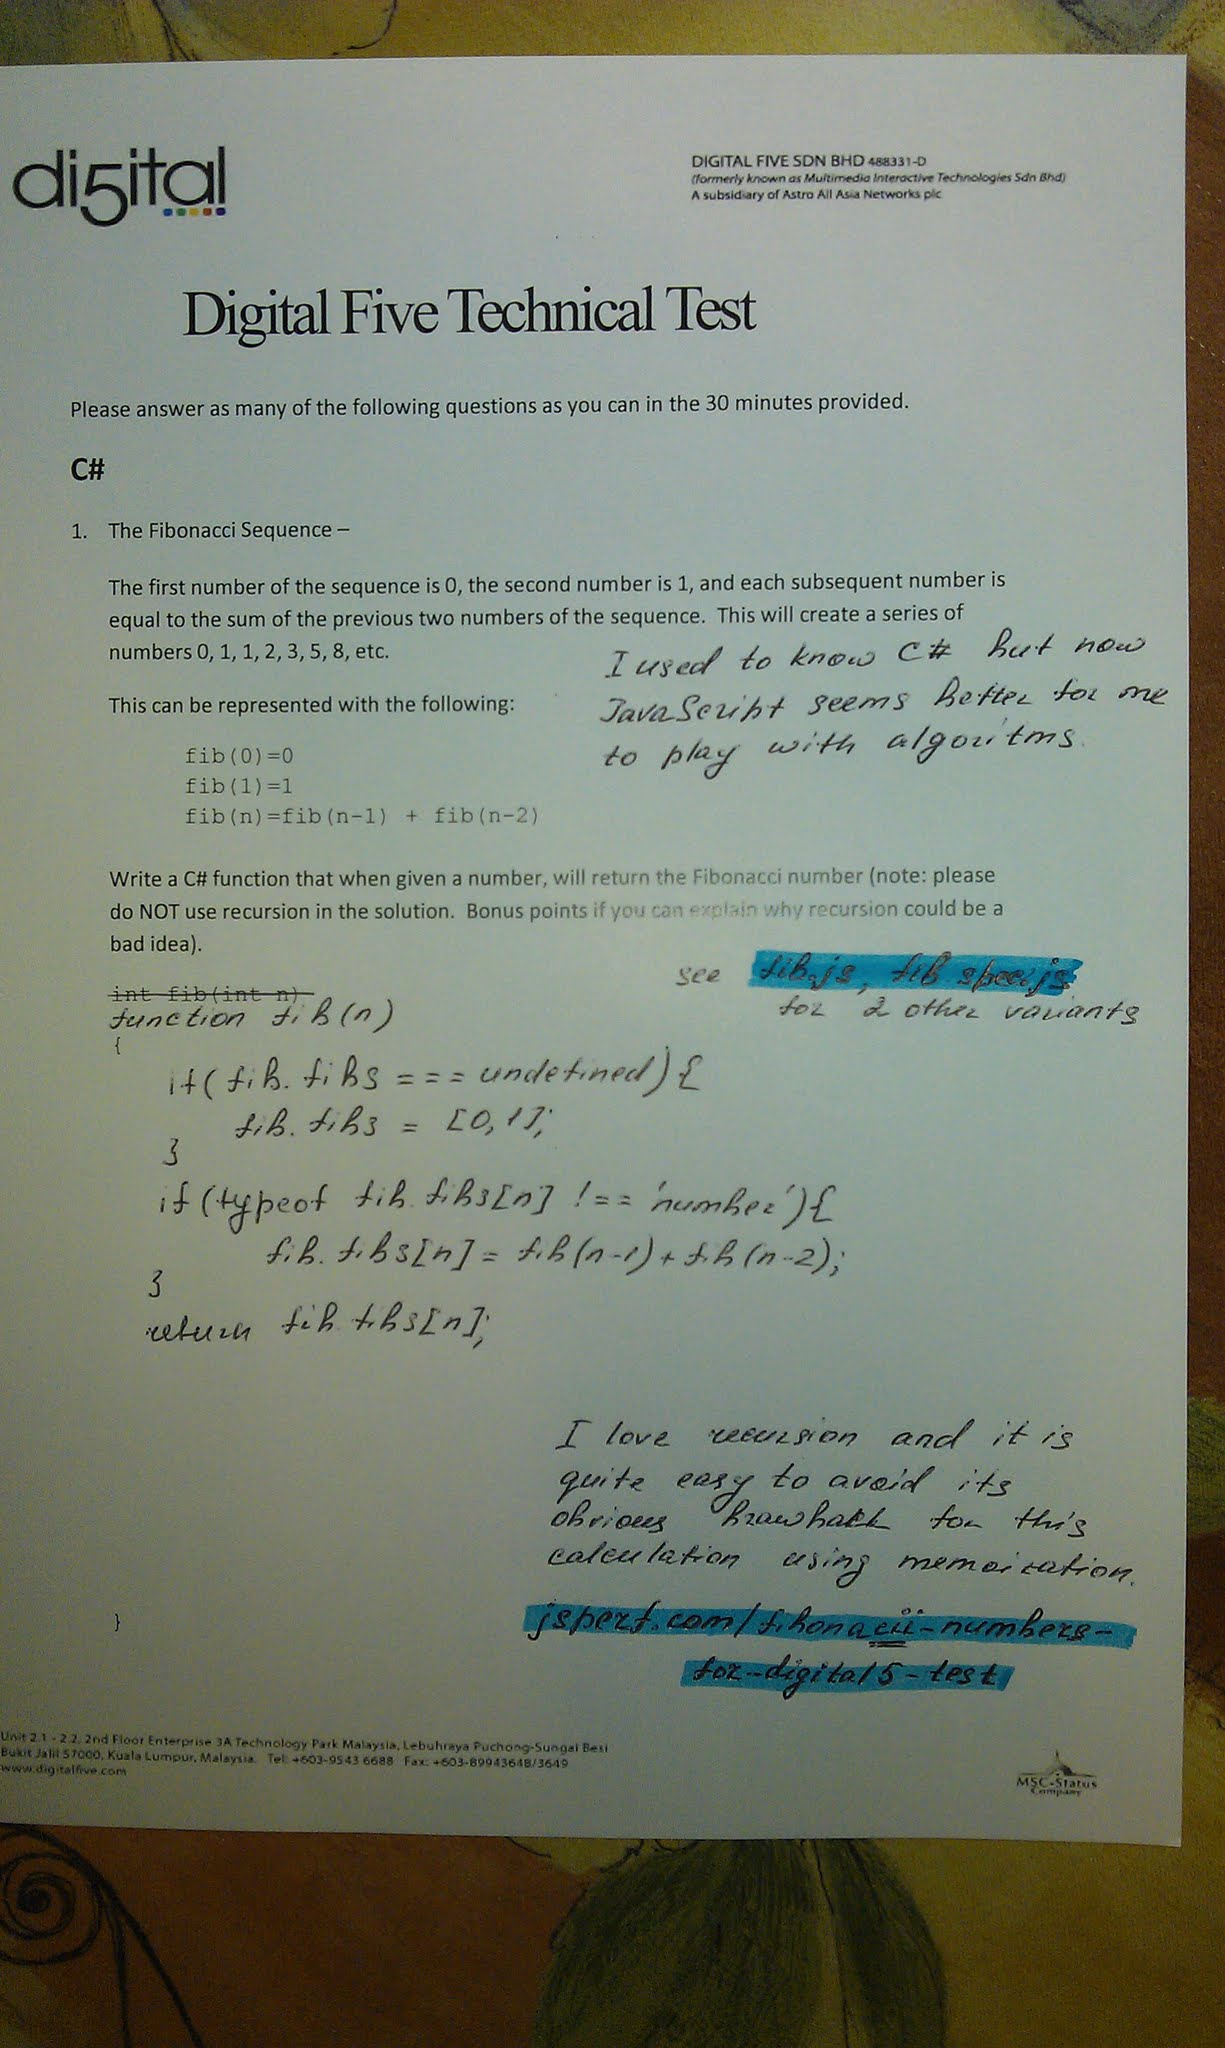 di5ital
DIGITAL FIVE SDN BHD 488331-D
(formerly known as Multimedia Interactive Technologies Sdn Bhd)
A subsidiary of Astro All Asia Networks plc
Digital Five Technical Test
Please answer as many of the following questions as you can in the 30 minutes provided.
C#
1. The Fibonacci Sequence –
The first number of the sequence is 0, the second number is 1, and each subsequent number is
equal to the sum of the previous two numbers of the sequence. This will create a series of
numbers 0, 1, 1, 2, 3, 5, 8, etc.
I used to know C# but now
JavaScript seems better for me
to play with algoritms.
This can be represented with the following:
fib(0)=0
fib(1)=1
fib(n)=fib(n-1) + fib(n-2)
Write a C# function that when given a number, will return the Fibonacci number (note: please
do NOT use recursion in the solution. Bonus points if you can explain why recursion could be a
bad idea).
see fib.js, fib spec.js
for 2 other variants
int fib(int n)
function fib(n)
{
if( fib.fibs === undefined) {
fib.fibs = [0,1];
}
if (typeof fib.fibs[n] !== 'number') {
fib.fibs[n] = fib(n-1) + fib(n-2);
}
return fib.fibs[n];
I love recursion and it is
quite easy to avoid its
obvious drawback for this
calculation using memoization.
}
jsperf.com/fibonacii-numbers-
for-digital5-test
Unit 2.1 - 2.2, 2nd Floor Enterprise 3A Technology Park Malaysia, Lebuhraya Puchong-Sungai Besi
Bukit Jalil 57000, Kuala Lumpur, Malaysia. Tel: +603-9543 6688 Fax: +603-89943648/3649
www.digitalfive.com
MSC-Status
Company